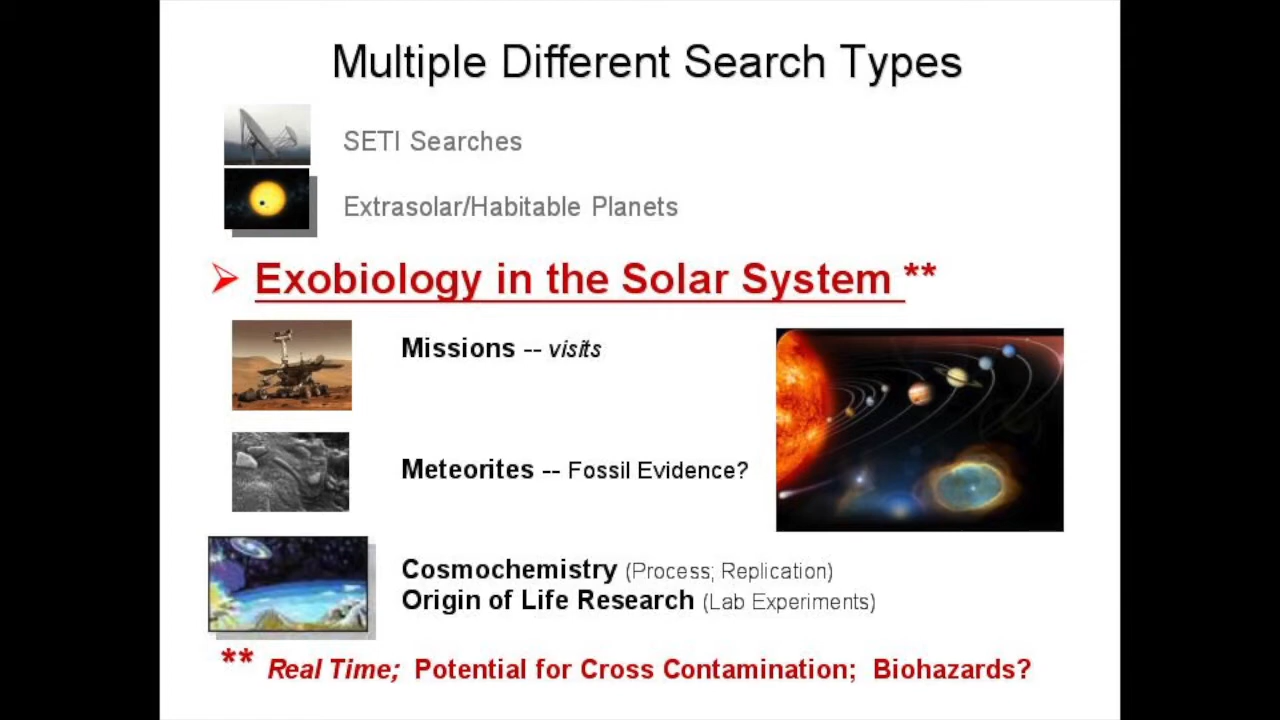 Multiple Different Search Types
SETI Searches
Extrasolar/Habitable Planets
➢ Exobiology in the Solar System **
Missions -- visits
Meteorites -- Fossil Evidence?
Cosmochemistry (Process; Replication)
Origin of Life Research (Lab Experiments)
** Real Time; Potential for Cross Contamination; Biohazards?